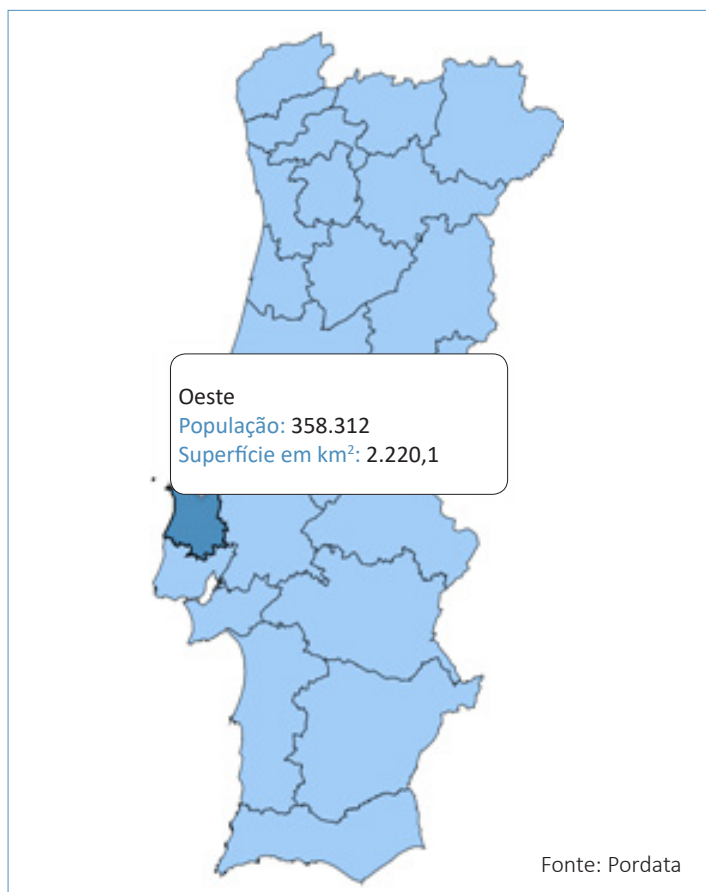 Oeste
População: 358.312
Superfície em km²: 2.220,1
Fonte: Pordata